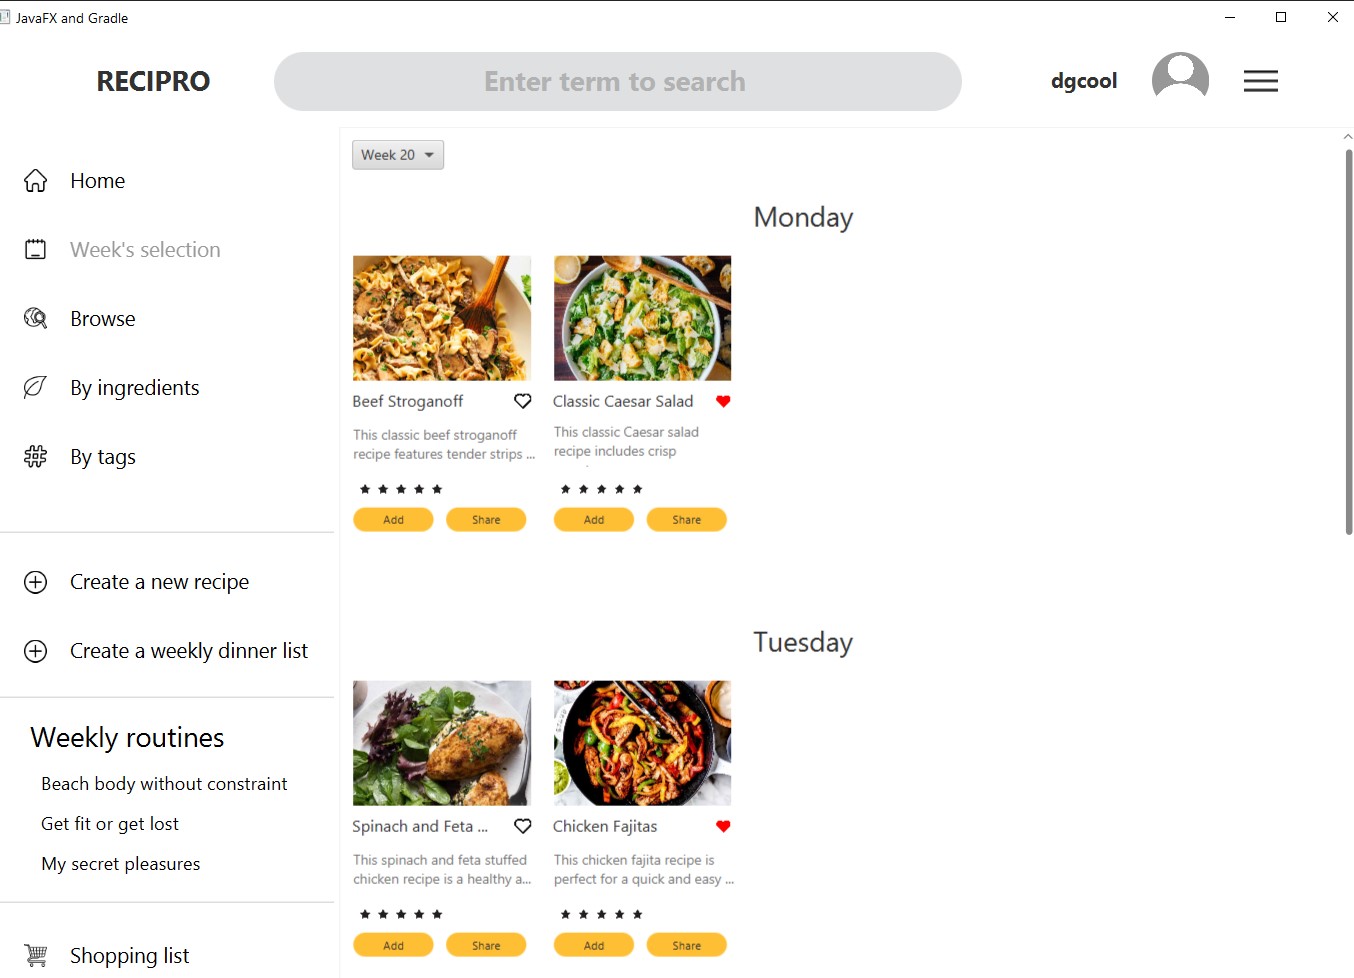 JavaFX and Gradle
RECIPRO
Enter term to search
dgcool
Home
Week's selection
Browse
By ingredients
By tags
Create a new recipe
Create a weekly dinner list
Weekly routines
Beach body without constraint
Get fit or get lost
My secret pleasures
Shopping list
Week 20
Monday
Beef Stroganoff
This classic beef stroganoff
recipe features tender strips ...
Add Share
Classic Caesar Salad
This classic Caesar salad
recipe includes crisp
Add Share
Tuesday
Spinach and Feta ...
This spinach and feta stuffed
chicken recipe is a healthy a...
Add Share
Chicken Fajitas
This chicken fajita recipe is
perfect for a quick and easy ...
Add Share